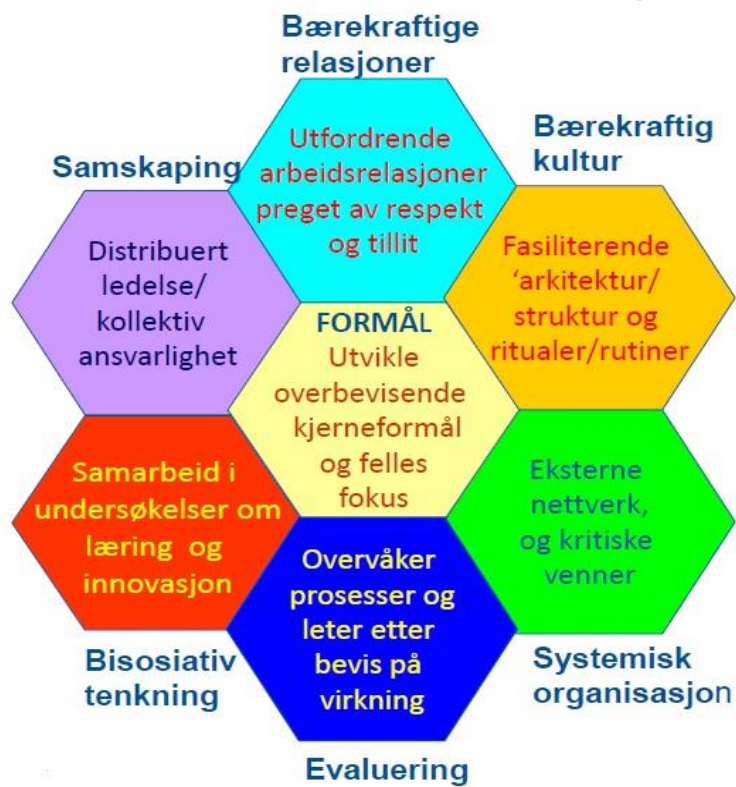 Bærekraftige
relasjoner
Utfordrende
arbeidsrelasjoner
preget av respekt
og tillit
Bærekraftig
kultur
Fasiliterende
‘arkitektur/
struktur og
ritualer/rutiner
Samskaping
Distribuert
ledelse/
kollektiv
ansvarlighet
FORMÅL
Utvikle
overbevisende
kjerneformål
og felles
fokus
Samarbeid i
undersøkelser om
læring og
innovasjon
Bisosiativ
tenkning
Eksterne
nettverk,
og kritiske
venner
Systemisk
organisasjon
Overvåker
prosesser og
leter etter
bevis på
virkning
Evaluering